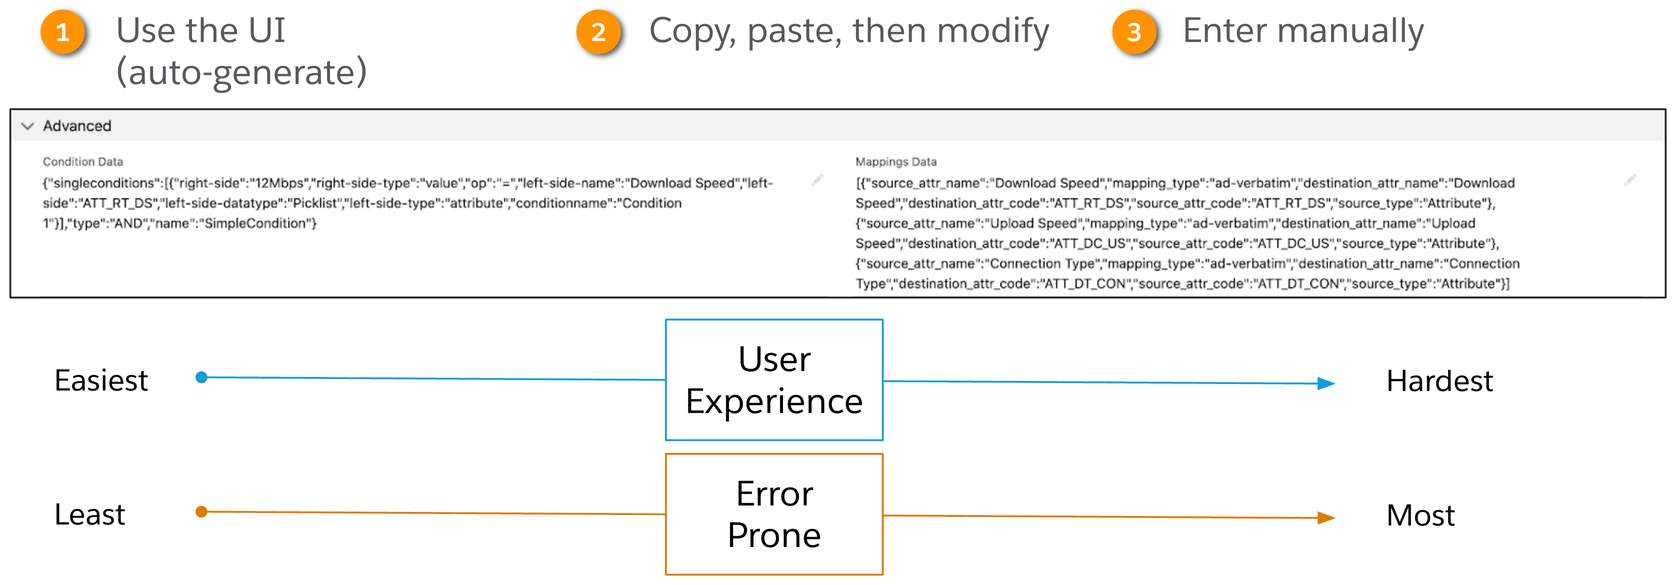 1 Use the UI
(auto-generate)
2 Copy, paste, then modify
3 Enter manually
Advanced
Condition Data
{"singleconditions":[{"right-side":"12Mbps","right-side-type":"value","op":"=","left-side-name":"Download Speed","left-
side":"ATT_RT_DS","left-side-datatype":"Picklist","left-side-type":"attribute","conditionname":"Condition
1"}],"type":"AND","name":"SimpleCondition"}
Mappings Data
[{"source_attr_name":"Download Speed","mapping_type":"ad-verbatim","destination_attr_name":"Download
Speed","destination_attr_code":"ATT_RT_DS","source_attr_code":"ATT_RT_DS","source_type":"Attribute"},
{"source_attr_name":"Upload Speed","mapping_type":"ad-verbatim","destination_attr_name":"Upload
Speed","destination_attr_code":"ATT_DC_US","source_attr_code":"ATT_DC_US","source_type":"Attribute"},
{"source_attr_name":"Connection Type","mapping_type":"ad-verbatim","destination_attr_name":"Connection
Type","destination_attr_code":"ATT_DT_CON","source_attr_code":"ATT_DT_CON","source_type":"Attribute"}]
Easiest
User
Experience
Hardest
Least
Error
Prone
Most